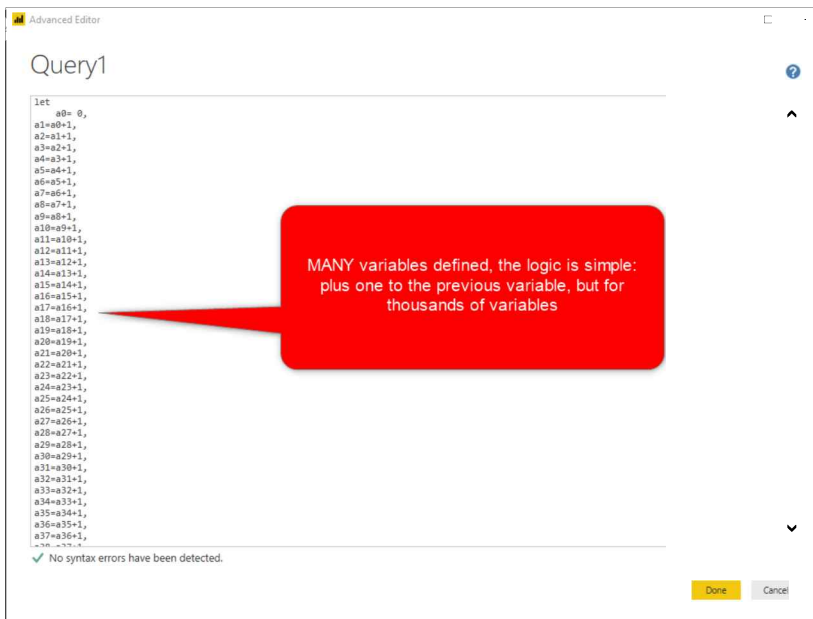 Advanced Editor
Query1
let
a0= 0,
a1=a0+1,
a2=a1+1,
a3=a2+1,
a4=a3+1,
a5=a4+1,
a6=a5+1,
a7=a6+1,
a8=a7+1,
a9=a8+1,
a10=a9+1,
a11=a10+1,
a12=a11+1,
a13=a12+1,
a14=a13+1,
a15=a14+1,
a16=a15+1,
a17=a16+1,
a18=a17+1,
a19=a18+1,
a20=a19+1,
a21=a20+1,
a22=a21+1,
a23=a22+1,
a24=a23+1,
a25=a24+1,
a26=a25+1,
a27=a26+1,
a28=a27+1,
a29=a28+1,
a30=a29+1,
a31=a30+1,
a32=a31+1,
a33=a32+1,
a34=a33+1,
a35=a34+1,
a36=a35+1,
a37=a36+1,
MANY variables defined, the logic is simple:
plus one to the previous variable, but for
thousands of variables
No syntax errors have been detected.
Done
Cancel